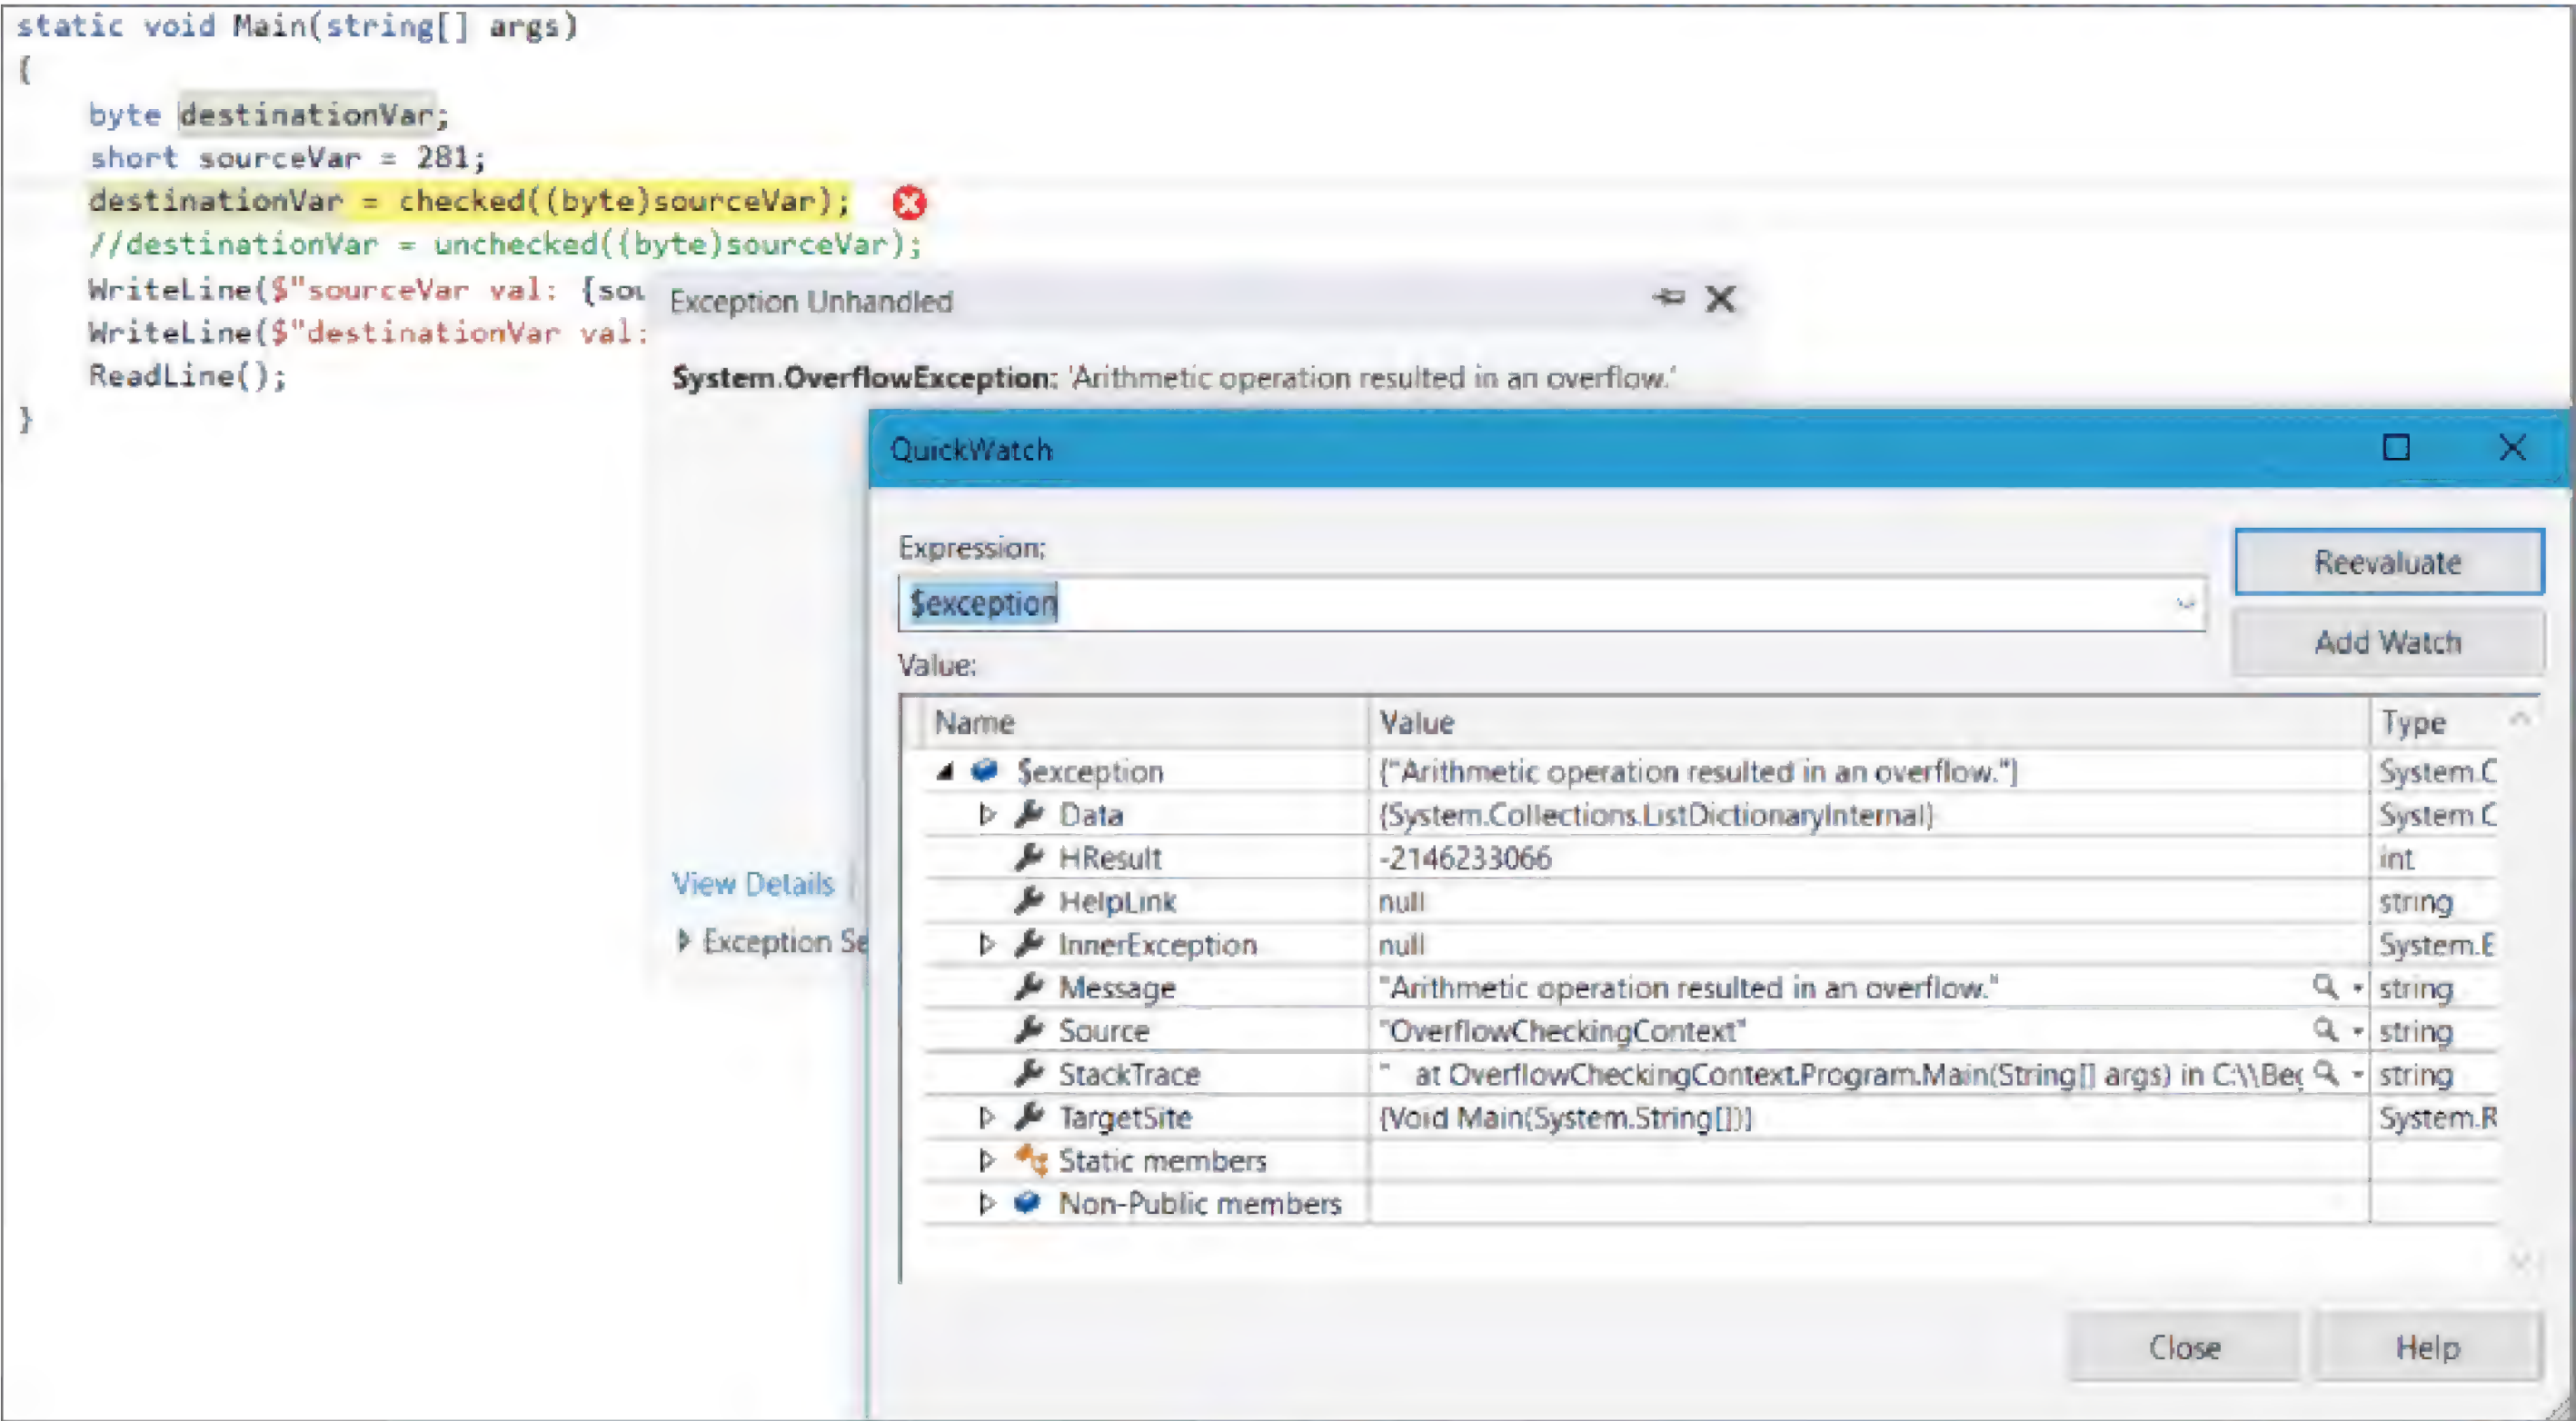 static void Main(string[] args)
{
byte destinationVar;
short sourceVar = 281;
destinationVar = checked((byte)sourceVar);
//destinationVar = unchecked((byte)sourceVar);
WriteLine($"sourceVar val: {sou
WriteLine($"destinationVar val:
ReadLine();
}
Exception Unhandled
System.OverflowException: 'Arithmetic operation resulted in an overflow.'
View Details
Exception Se
QuickWatch
Expression:
$exception
Reevaluate
Add Watch
Value:
Name Value Type
$exception {"Arithmetic operation resulted in an overflow."} System.C
Data {System.Collections.ListDictionaryInternal} System.C
HResult -2146233066 int
HelpLink null string
InnerException null System.E
Message "Arithmetic operation resulted in an overflow." string
Source "OverflowCheckingContext" string
StackTrace " at OverflowCheckingContext.Program.Main(String[] args) in C:\\Beg string
TargetSite {Void Main(System.String[])} System.R
Static members
Non-Public members
Close Help